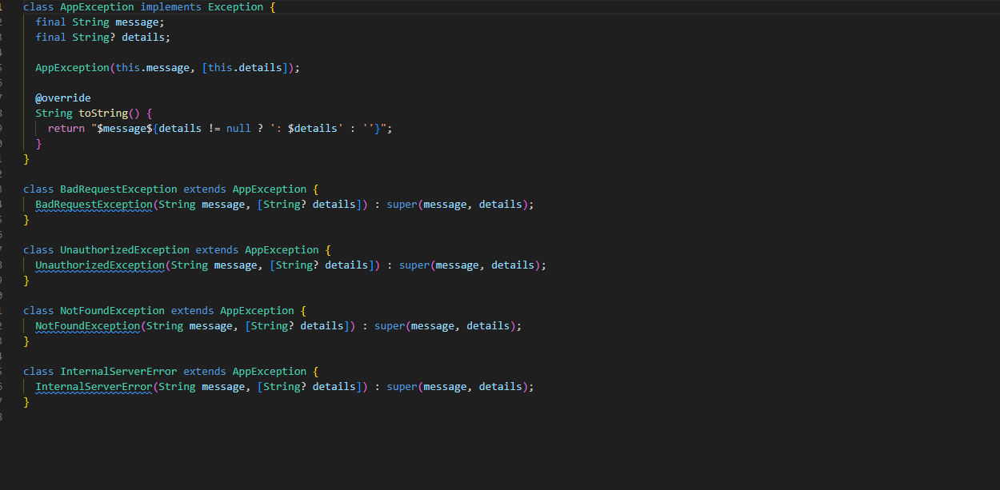 class AppException implements Exception {
  final String message;
  final String? details;

  AppException(this.message, [this.details]);

  @override
  String toString() {
    return "$message${details != null ? ': $details' : ''}";
  }
}

class BadRequestException extends AppException {
  BadRequestException(String message, [String? details]) : super(message, details);
}

class UnauthorizedException extends AppException {
  UnauthorizedException(String message, [String? details]) : super(message, details);
}

class NotFoundException extends AppException {
  NotFoundException(String message, [String? details]) : super(message, details);
}

class InternalServerError extends AppException {
  InternalServerError(String message, [String? details]) : super(message, details);
}